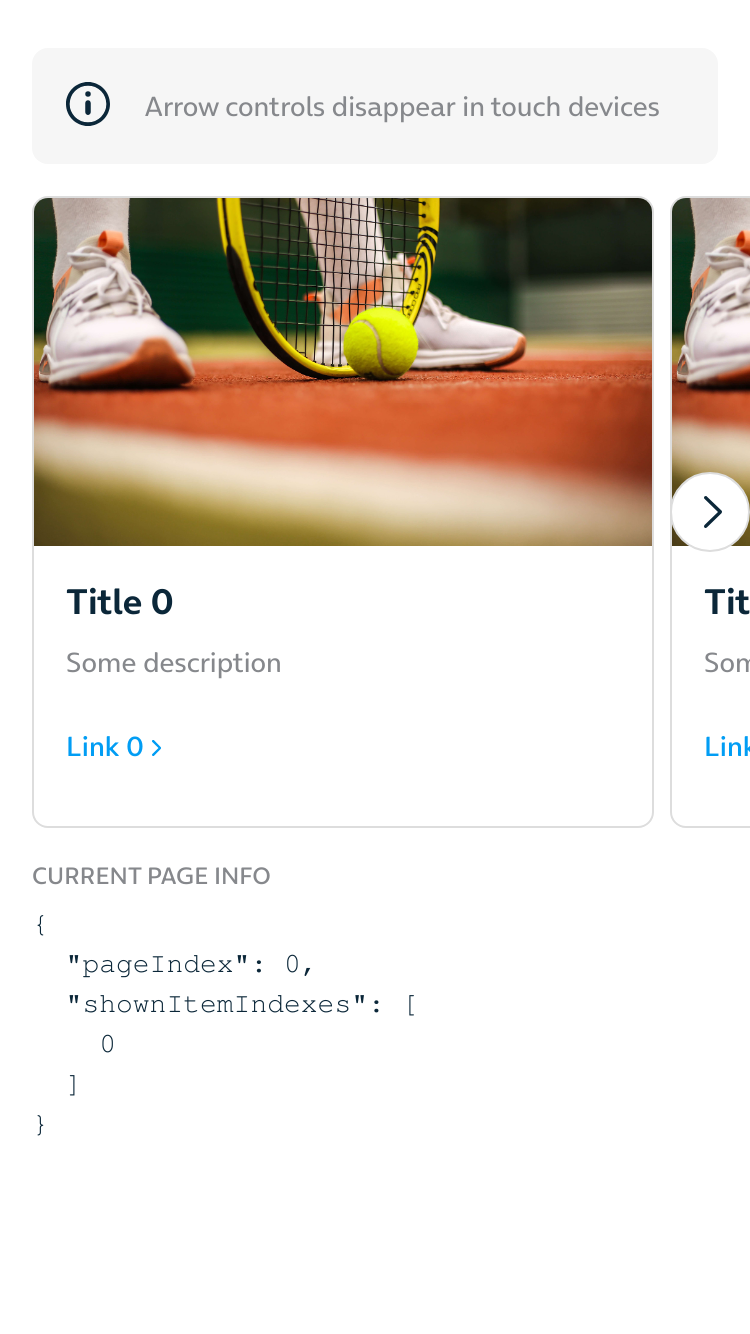 Arrow controls disappear in touch devices
Title 0
Some description
Link 0
Tit
Som
Link
CURRENT PAGE INFO
{
"pageIndex": 0,
"shownItemIndexes": [
0
]
}